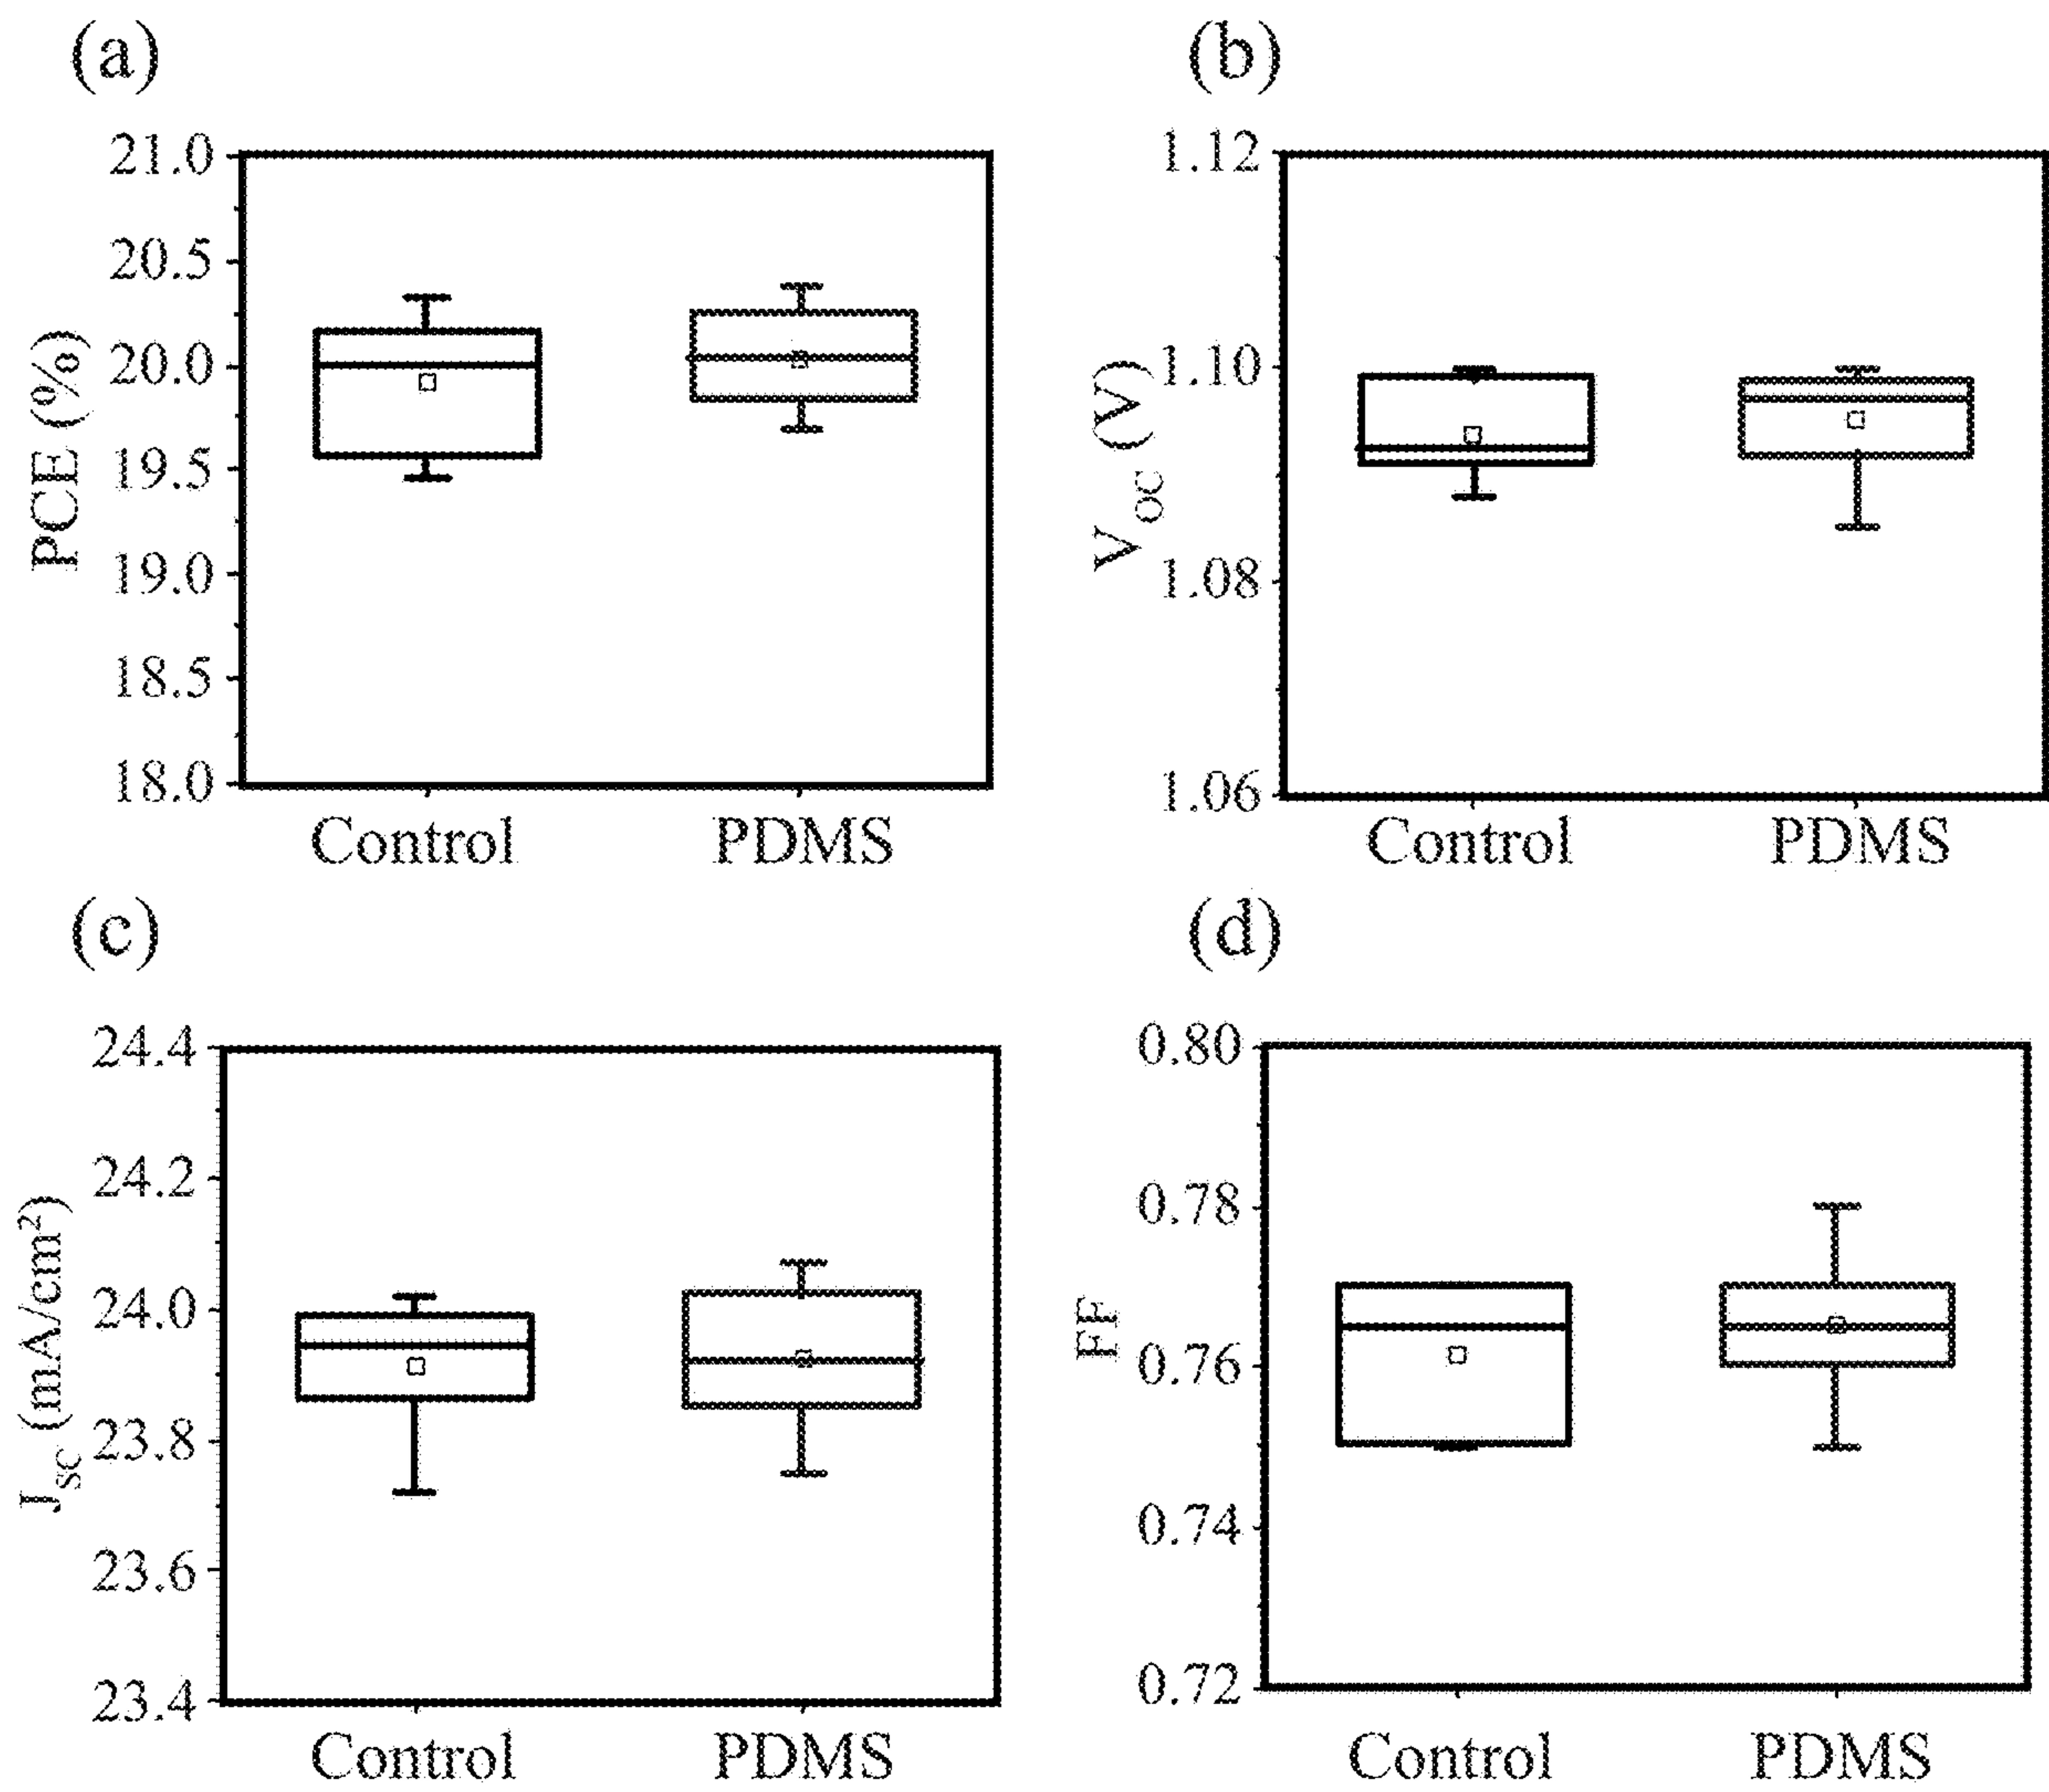 (a)
PCE (%)
21.0
20.5
20.0
19.5
19.0
18.5
18.0
Control PDMS
(b)
V_OC (V)
1.12
1.10
1.08
1.06
Control PDMS
(c)
J_SC (mA/cm²)
24.4
24.2
24.0
23.8
23.6
23.4
Control PDMS
(d)
FF
0.80
0.78
0.76
0.74
0.72
Control PDMS